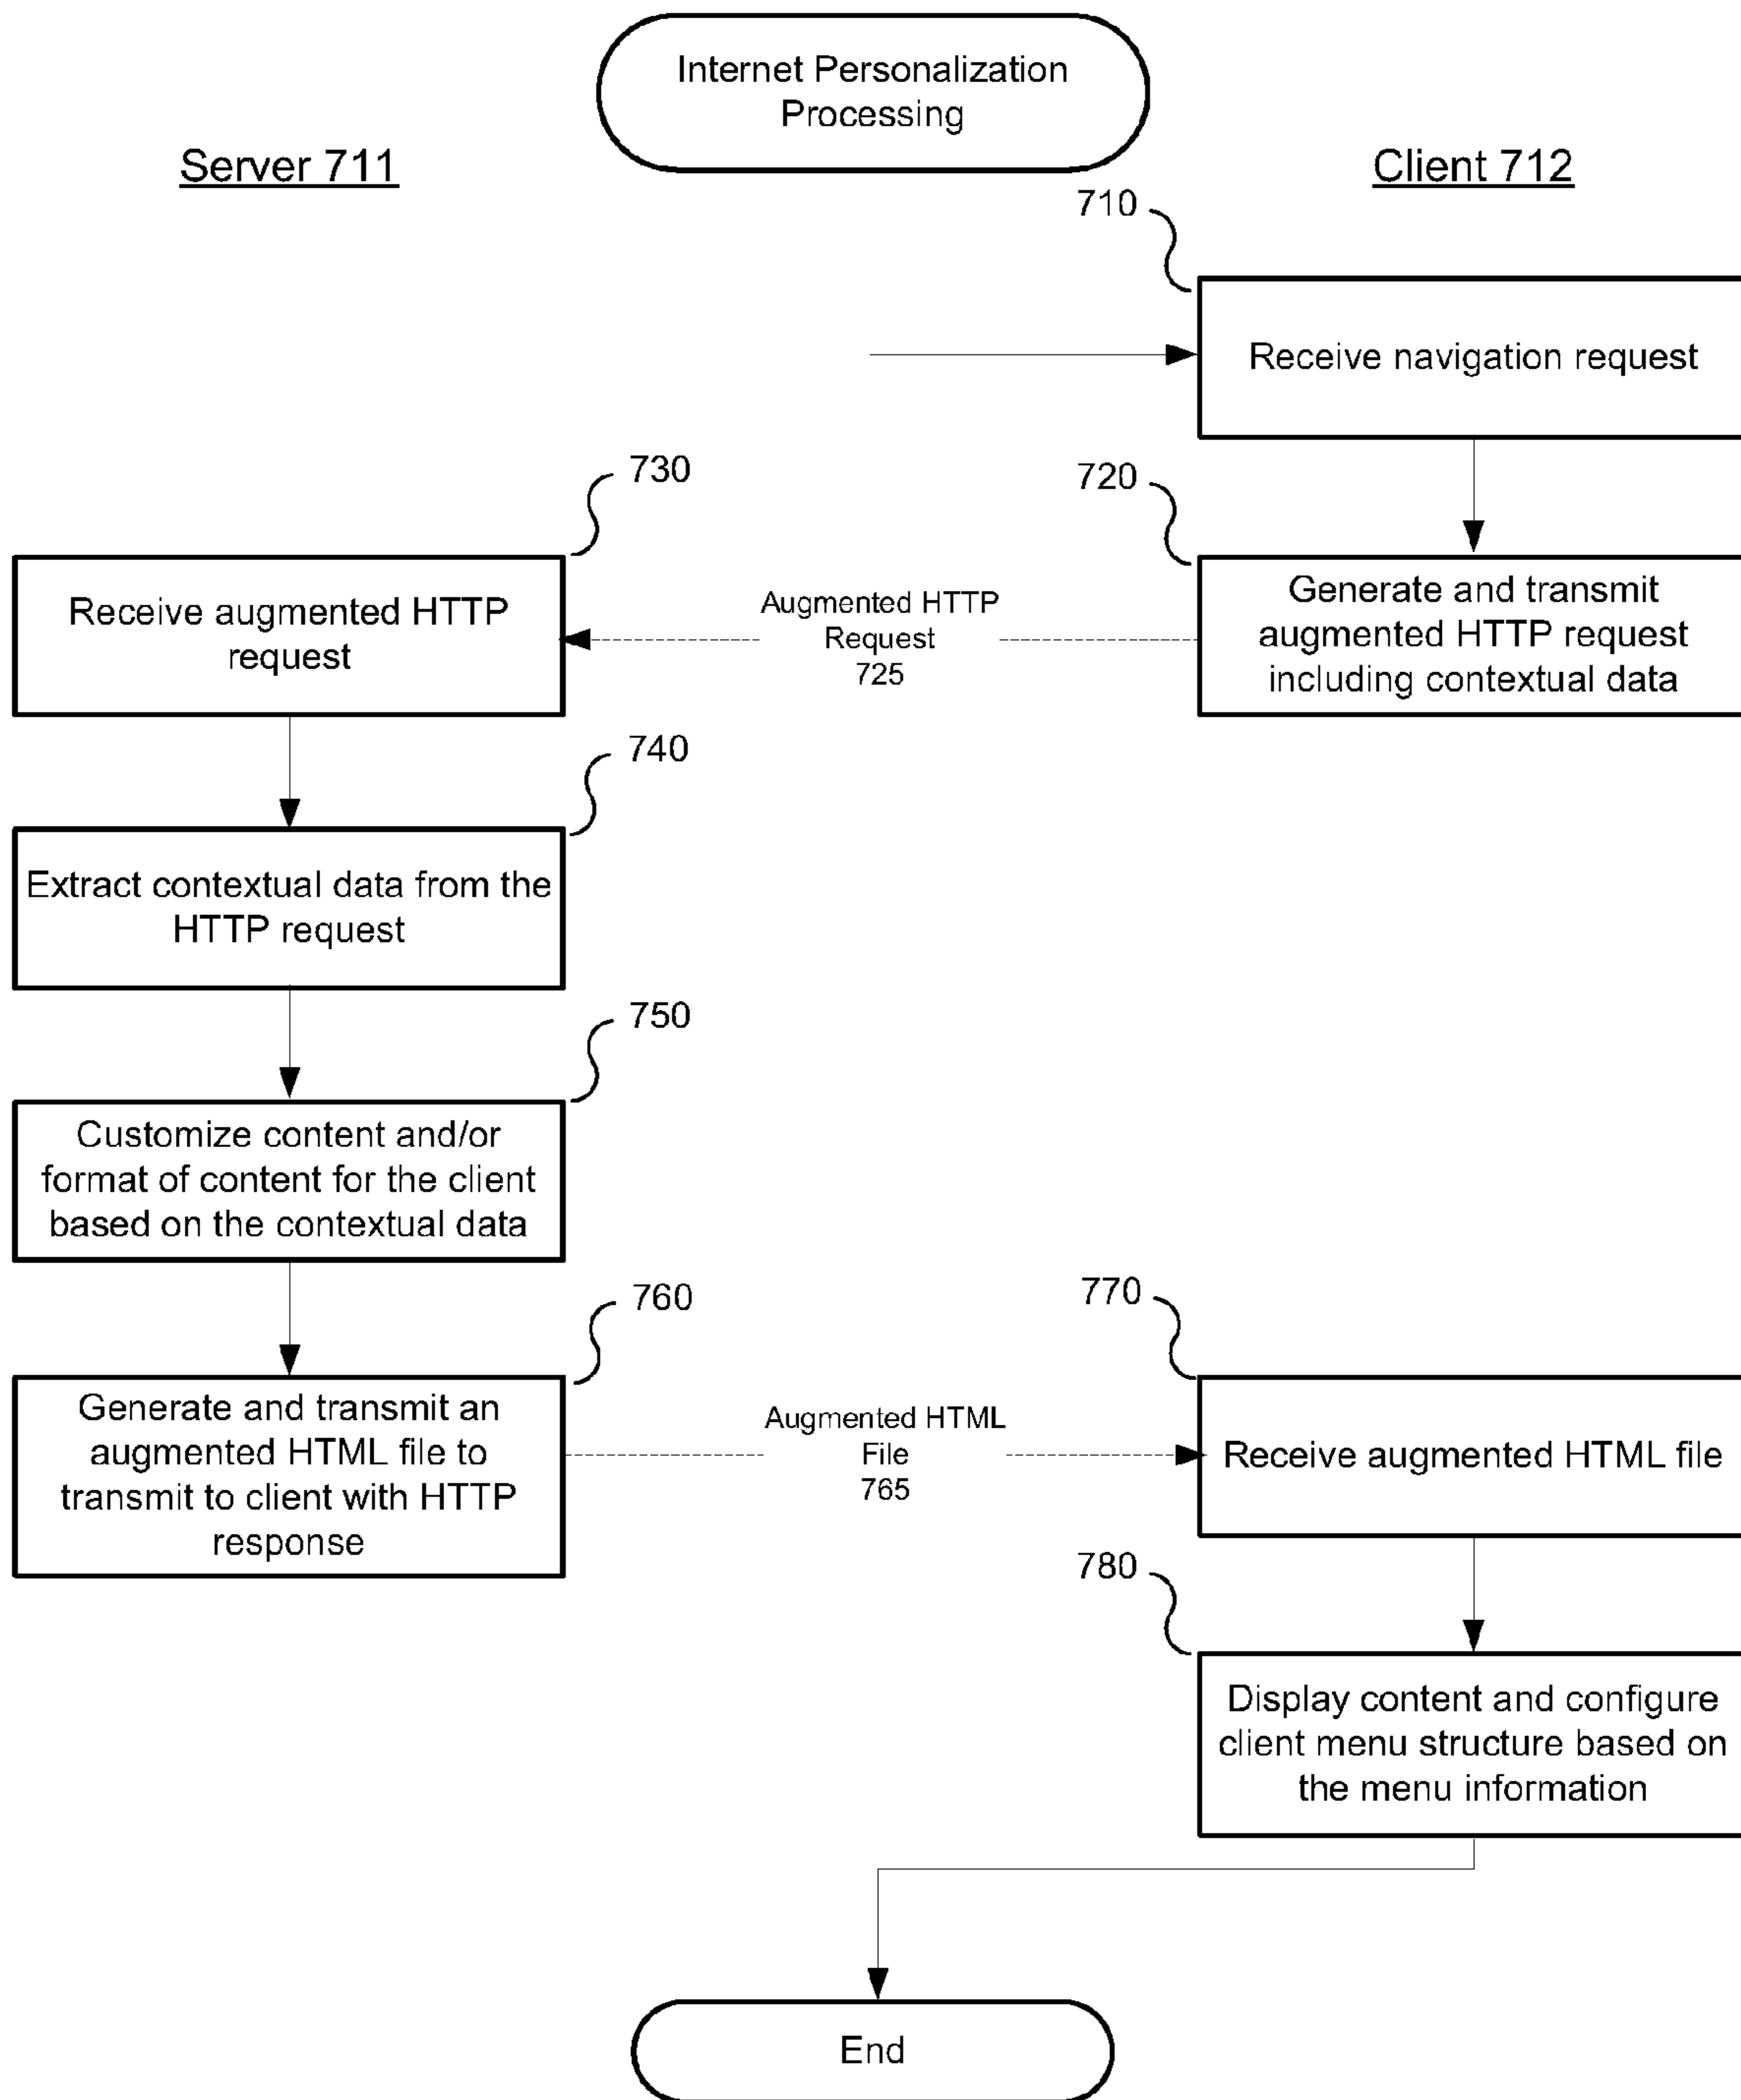 Internet Personalization
Processing
Server 711
Client 712
710
Receive navigation request
730
720
Receive augmented HTTP
request
Augmented HTTP
Request
725
Generate and transmit
augmented HTTP request
including contextual data
740
Extract contextual data from the
HTTP request
750
Customize content and/or
format of content for the client
based on the contextual data
760
770
Generate and transmit an
augmented HTML file to
transmit to client with HTTP
response
Augmented HTML
File
765
Receive augmented HTML file
780
Display content and configure
client menu structure based on
the menu information
End